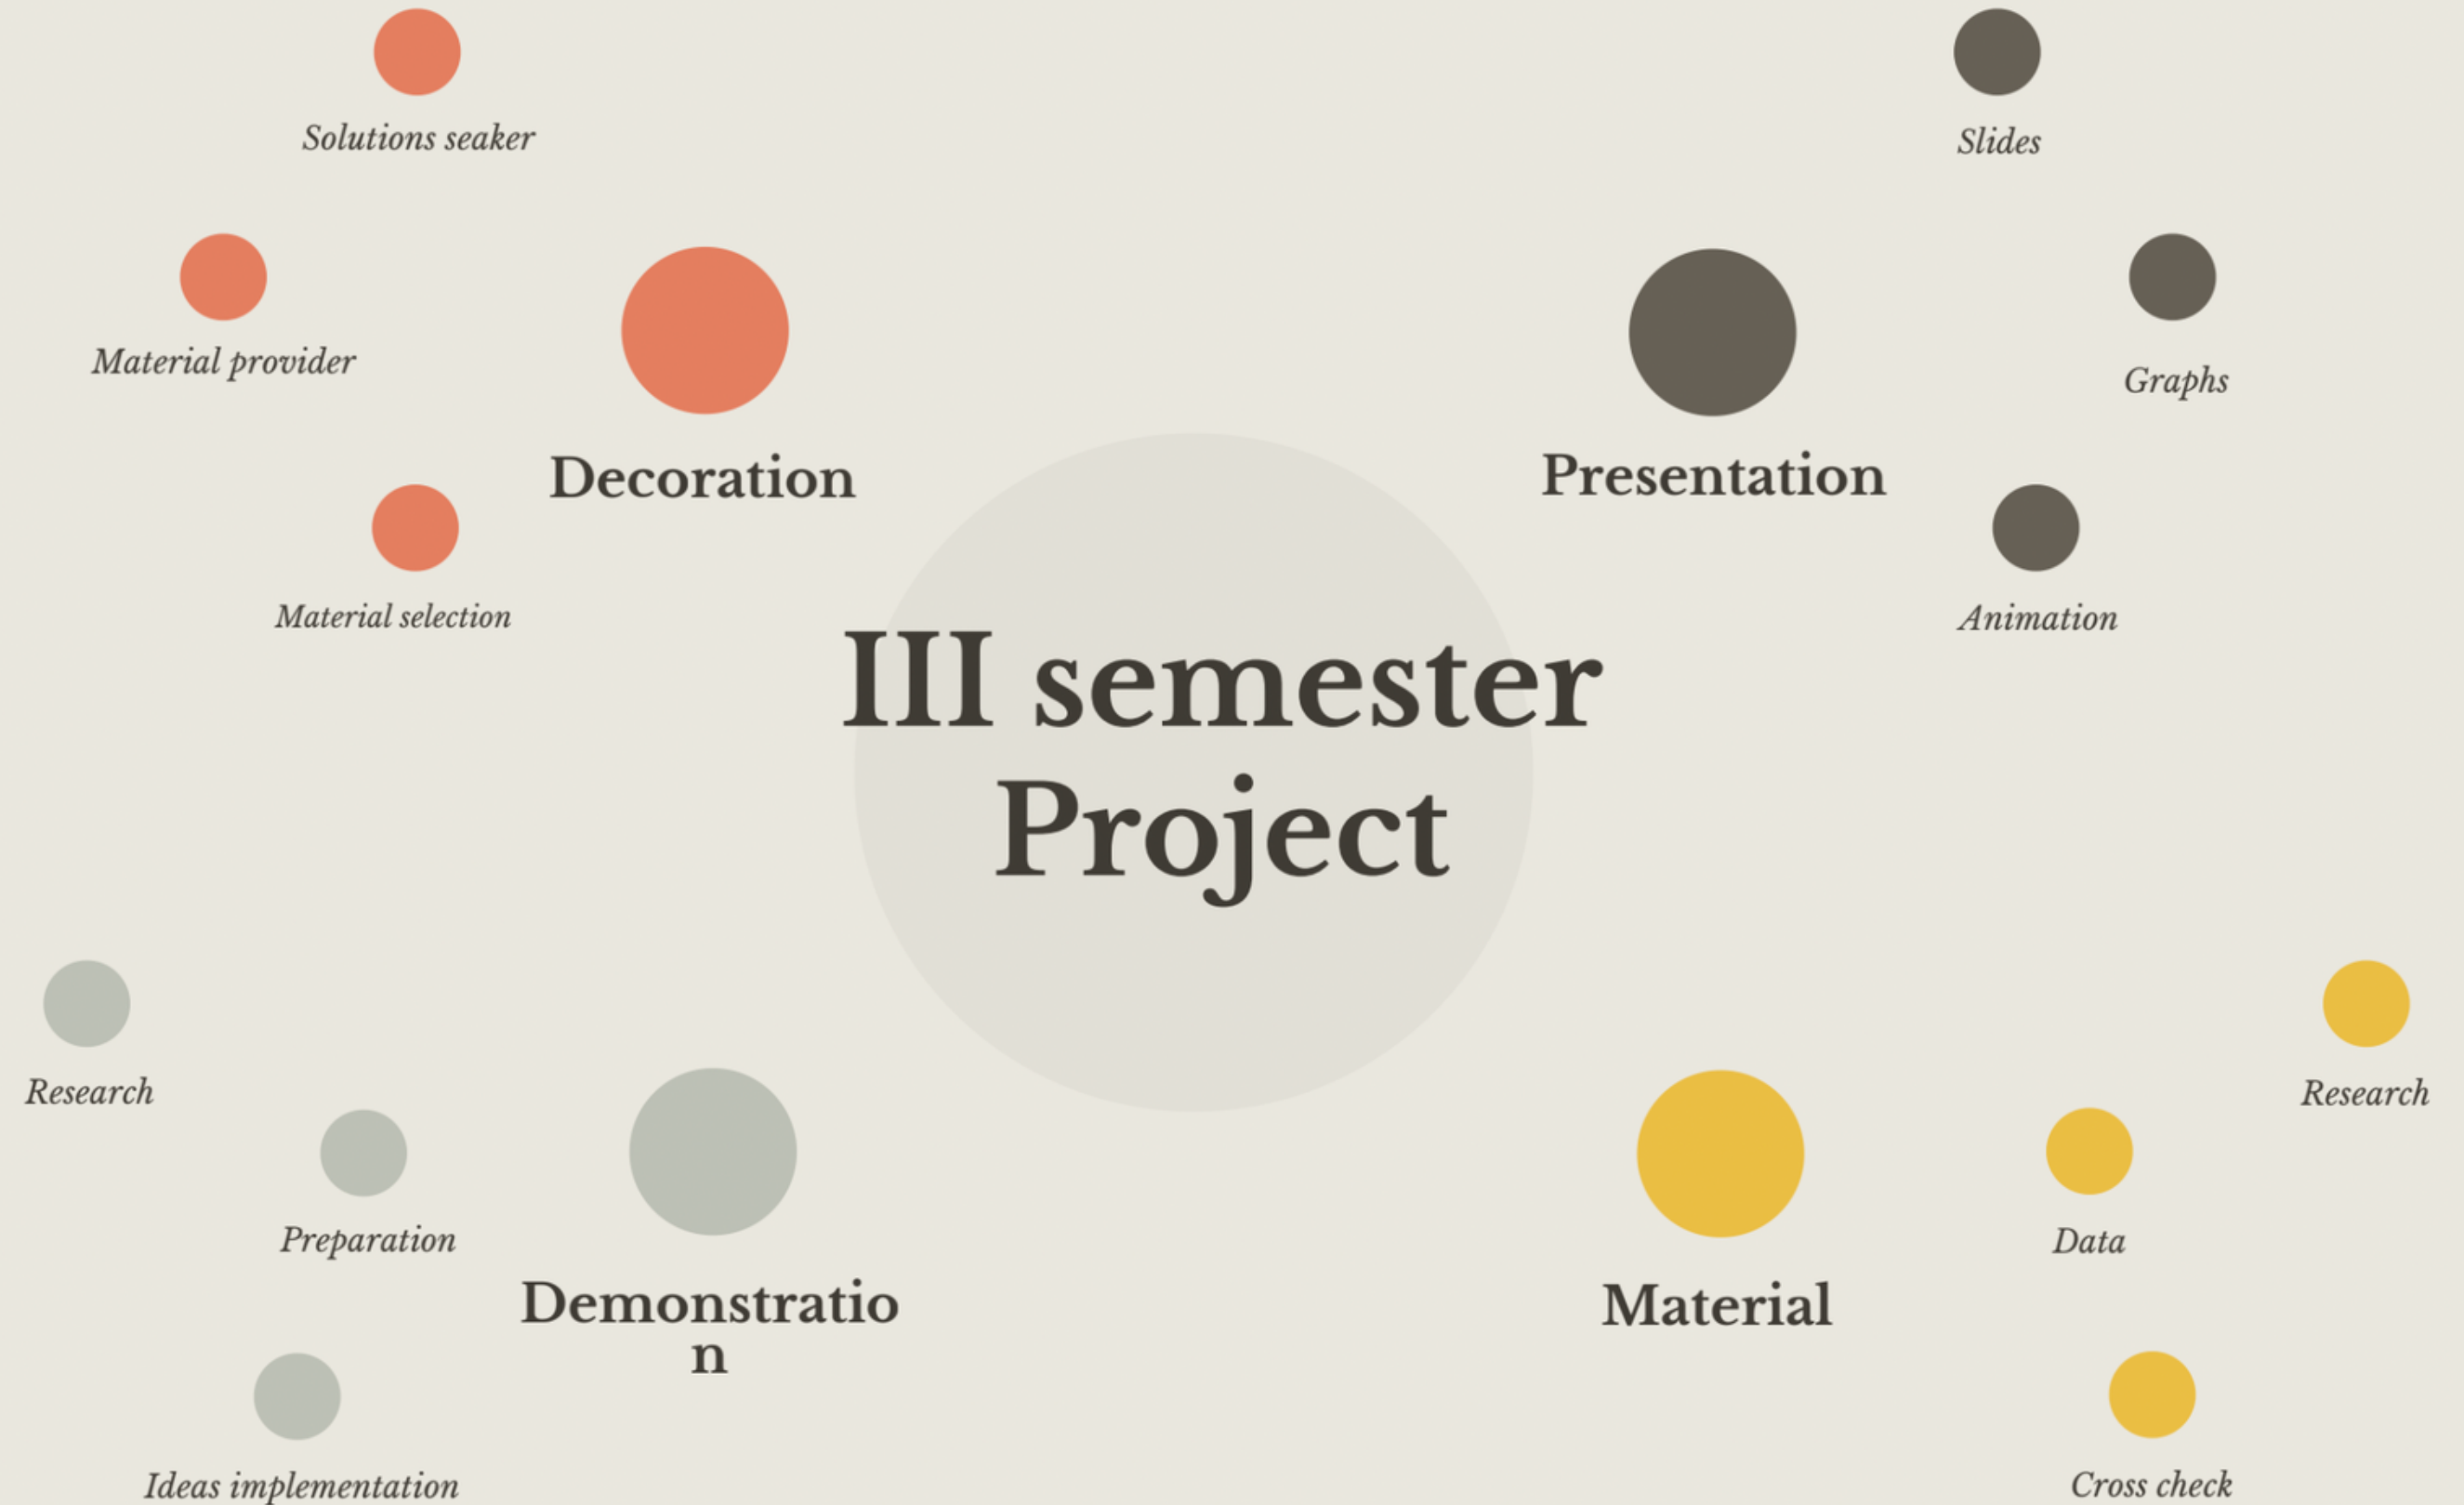 Solutions seaker
Slides
Material provider
Graphs
Decoration
Presentation
Material selection
Animation
III semester
Project
Research
Research
Preparation
Data
Demonstratio
n
Material
Ideas implementation
Cross check